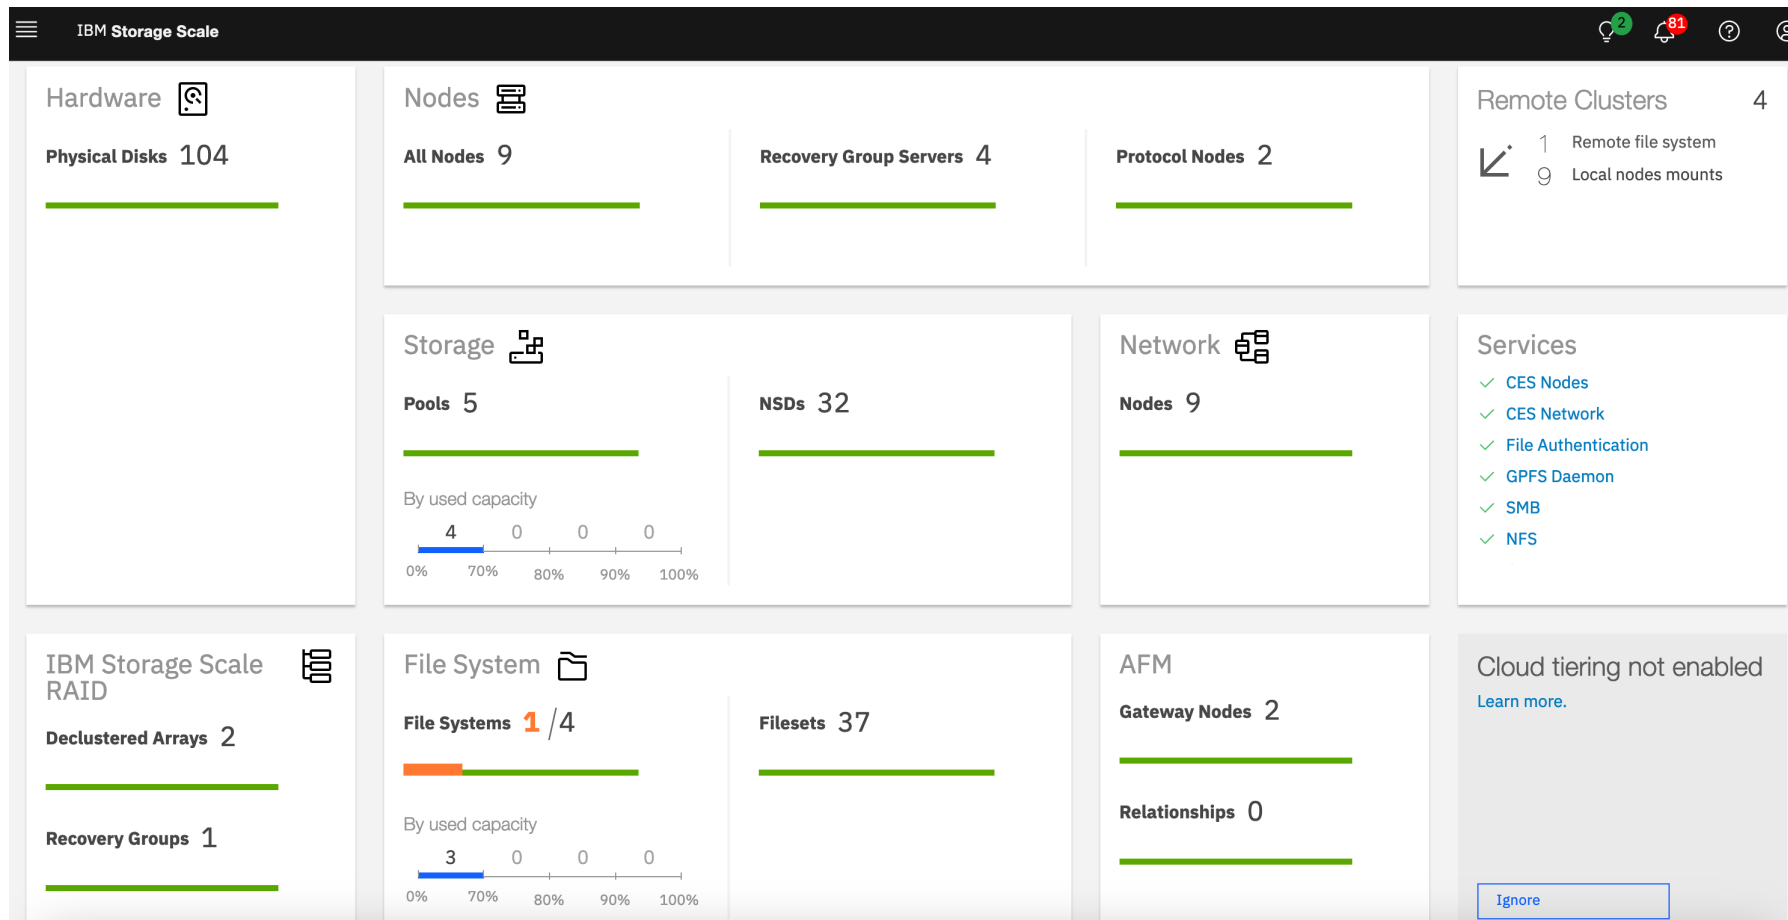 IBM Storage Scale
2
81
Hardware
Physical Disks 104
Nodes
All Nodes 9
Recovery Group Servers 4
Protocol Nodes 2
Remote Clusters 4
1 Remote file system
9 Local nodes mounts
Storage
Pools 5
By used capacity
4 0 0 0
0% 70% 80% 90% 100%
NSDs 32
Network
Nodes 9
Services
CES Nodes
CES Network
File Authentication
GPFS Daemon
SMB
NFS
IBM Storage Scale
RAID
Declustered Arrays 2
Recovery Groups 1
File System
File Systems 1 /4
By used capacity
3 0 0 0
0% 70% 80% 90% 100%
Filesets 37
AFM
Gateway Nodes 2
Relationships 0
Cloud tiering not enabled
Learn more.
Ignore